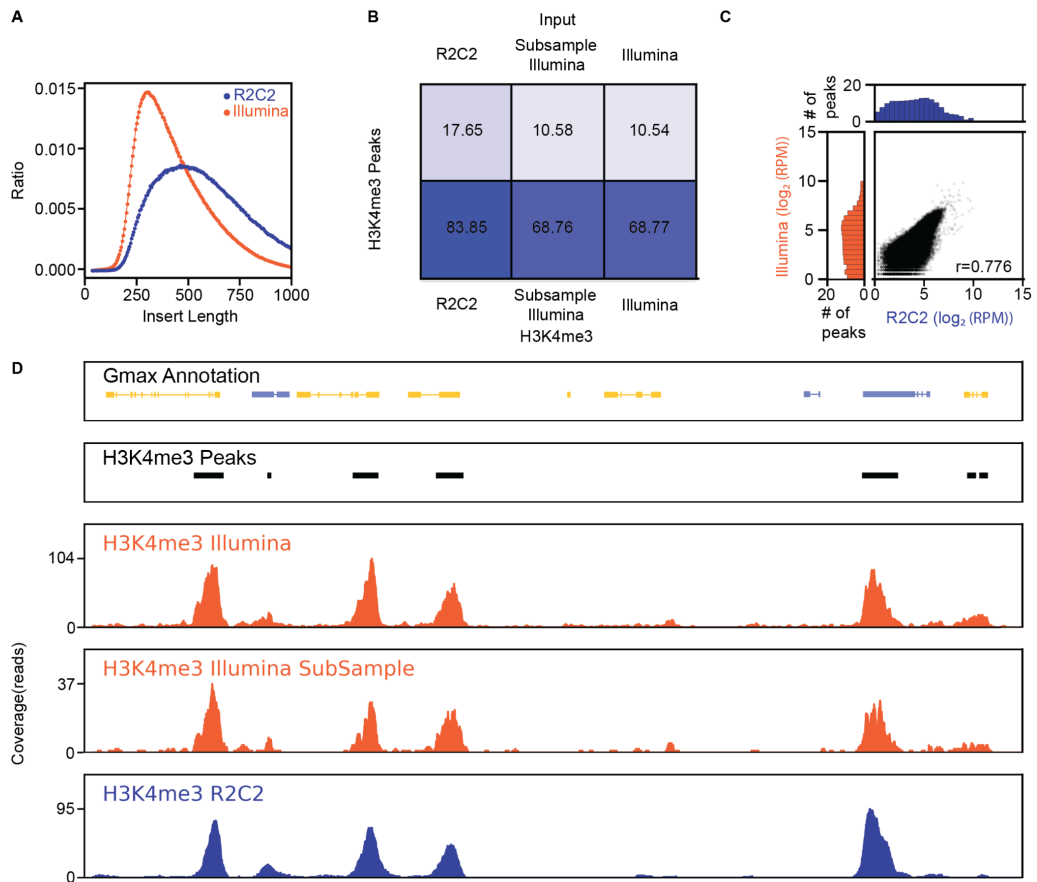 A
R2C2
Illumina
0.015
0.010
0.005
0.000
Ratio
0
250
500
750
1000
Insert Length
B
Input
R2C2
Subsample
Illumina
Illumina
H3K4me3 Peaks
17.65
10.58
10.54
83.85
68.76
68.77
R2C2
Subsample
Illumina
Illumina
H3K4me3
C
# of
peaks
20
0
15
10
5
0
Illumina (log₂ (RPM))
r=0.776
20
0
# of
peaks
0
5
10
15
R2C2 (log₂ (RPM))
D
Gmax Annotation
H3K4me3 Peaks
Coverage(reads)
H3K4me3 Illumina
104
0
H3K4me3 Illumina SubSample
37
0
H3K4me3 R2C2
95
0